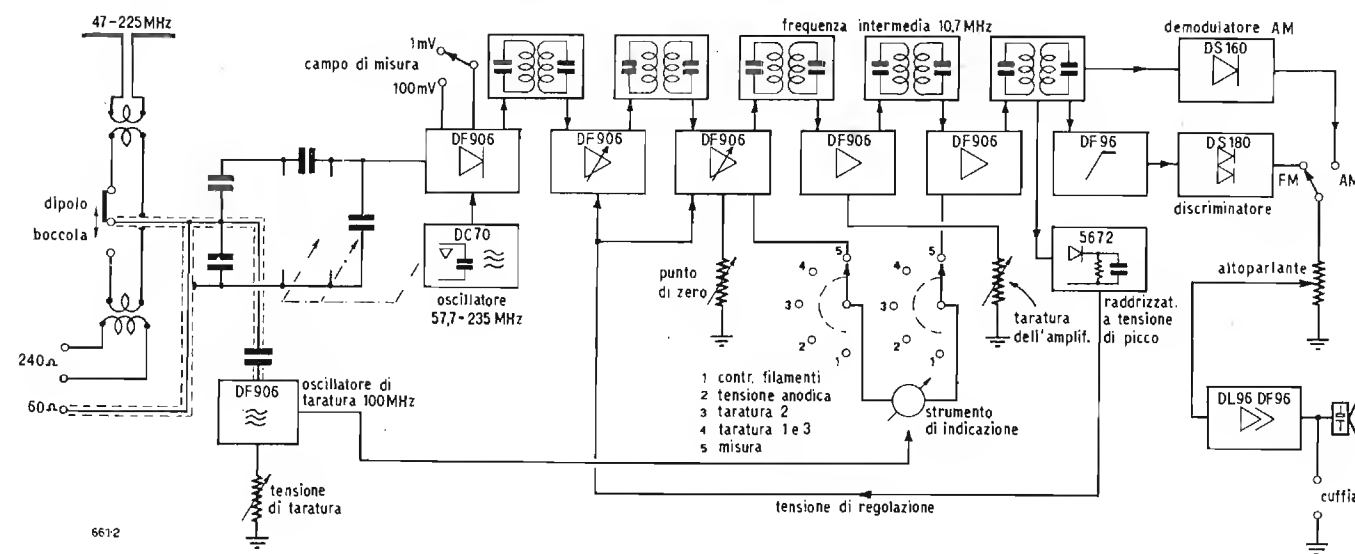 47-225MHz
dipolo
boccola
240Ω
60Ω
1mV
campo di misura
100mV
DF906
DC70
oscillatore
57,7-235 MHz
DF906
oscillatore di
taratura 100MHz
tensione
di taratura
frequenza intermedia 10,7MHz
DF906
DF906
DF906
DF906
DF96
demodulatore AM
DS160
DS180
discriminatore
FM
AM
punto
di zero
5
4
3
2
1
5
4
3
2
1
taratura
dell'amplif.
5672
raddrizzat.
a tensione
di picco
altoparlante
1 contr. filamenti
2 tensione anodica
3 taratura 2
4 taratura 1 e 3
5 misura
strumento
di indicazione
DL96 DF96
cuffia
tensione di regolazione
661-2